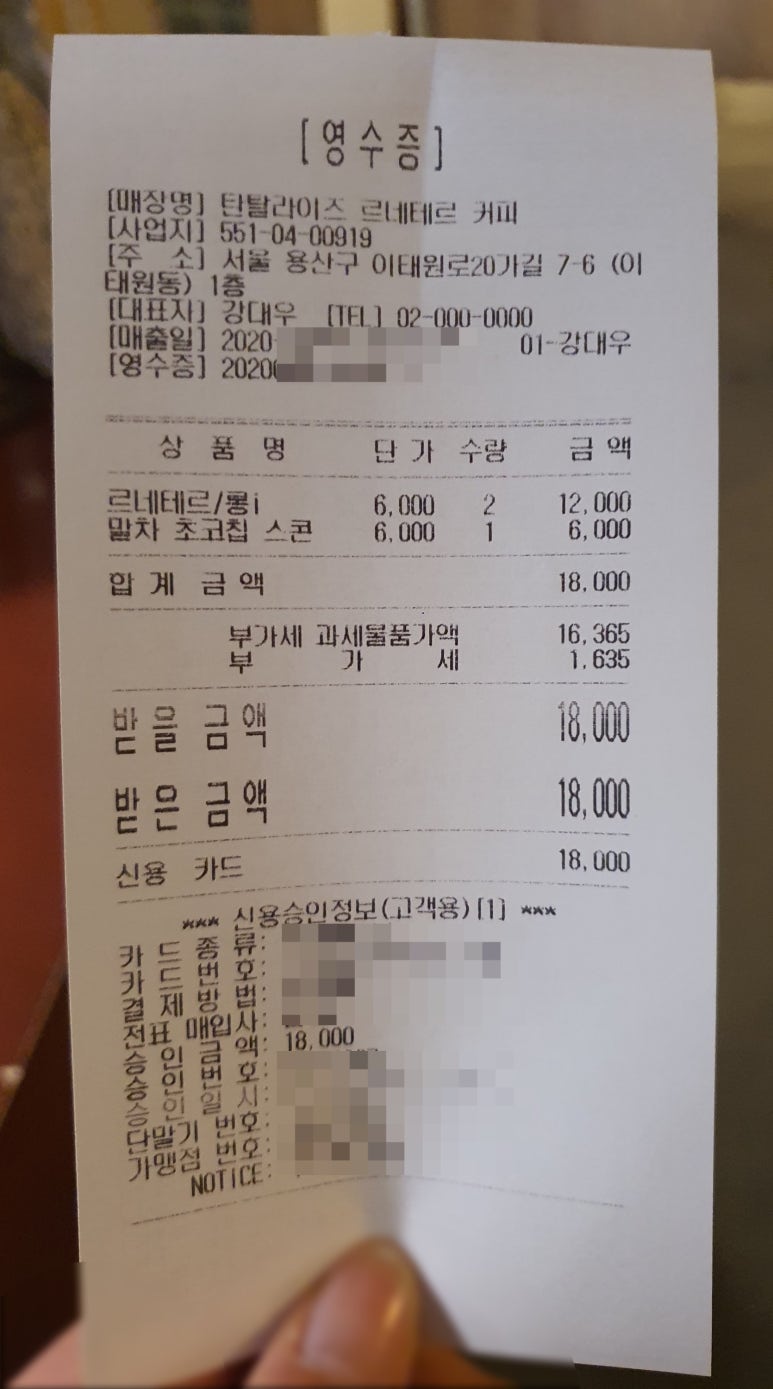 [영수증]
[매장명] 탄탈라이즈 르네테르 커피
[사업지] 551-04-00919
[주 소] 서울 용산구 이태원로20가길 7-6 (이
태원동) 1층
[대표자] 강대우 [TEL] 02-000-0000
[매출일] 2020 01-강대우
[영수증] 2020
상 품 명 단 가 수량 금 액
르네테르/롱i 6,000 2 12,000
말차 초코칩 스콘 6,000 1 6,000
합 계 금 액 18,000
부가세 과세물품가액 16,365
부 가 세 1,635
받 을 금 액 18,000
받 은 금 액 18,000
신용 카드 18,000
*** 신용승인정보(고객용)[1] ***
카 드 종 류:
카 드 번 호:
결 제 방 법:
전표 매입사:
승 인 금 액: 18,000
승 인 번 호:
승 인 일 시:
단말기 번호:
가맹점 번호:
NOTICE: